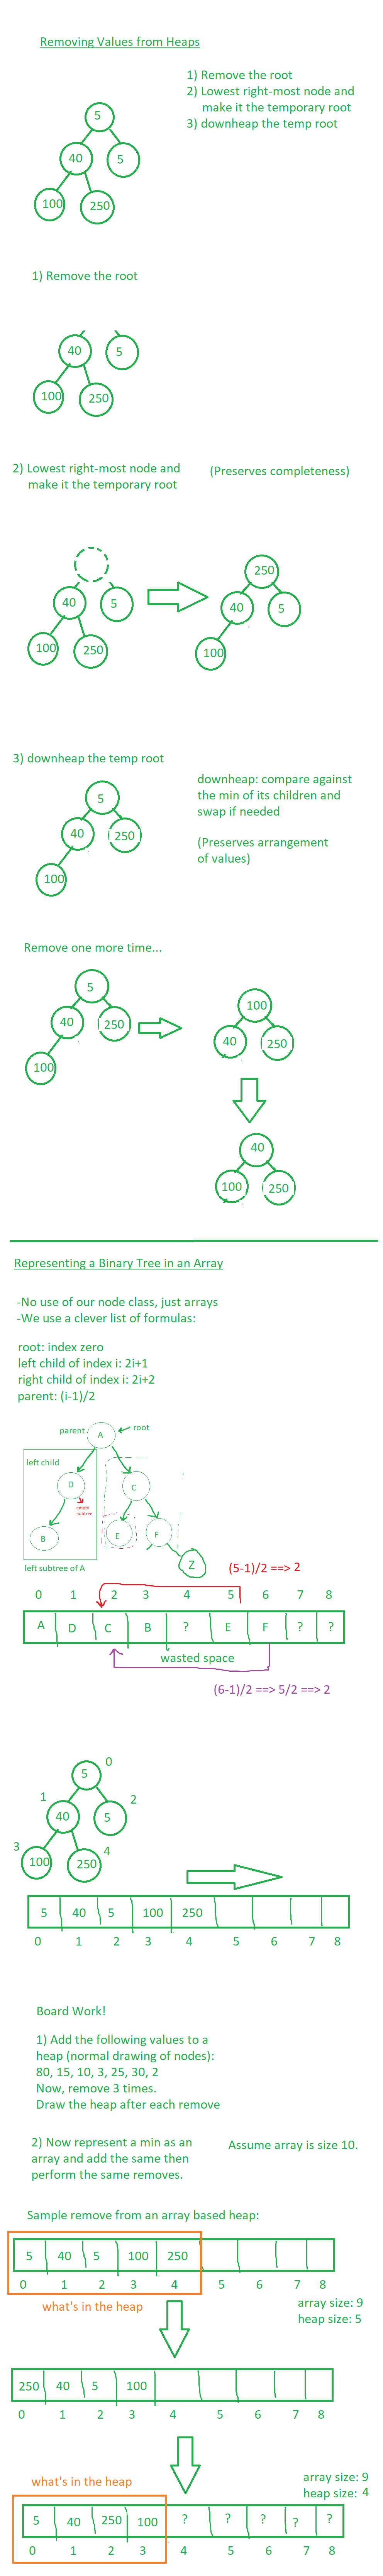 Removing Values from Heaps
1) Remove the root
2) Lowest right-most node and
make it the temporary root
3) downheap the temp root
5
40
5
100
250
1) Remove the root
40
5
100
250
2) Lowest right-most node and
make it the temporary root
(Preserves completeness)
40
5
100
250
250
40
5
100
3) downheap the temp root
downheap: compare against
the min of its children and
swap if needed
(Preserves arrangement
of values)
5
40
250
100
Remove one more time...
5
40
250
100
100
40
250
40
100
250
Representing a Binary Tree in an Array
-No use of our node class, just arrays
-We use a clever list of formulas:
root: index zero
left child of index i: 2i+1
right child of index i: 2i+2
parent: (i-1)/2
parent
root
A
left child
D
C
empty
subtree
B
E
F
Z
left subtree of A
(5-1)/2 ==> 2
0 1 2 3 4 5 6 7 8
A D C B ? E F ? ?
wasted space
(6-1)/2 ==> 5/2 ==> 2
5 0
1 40 5 2
3 100 250 4
5 40 5 100 250
0 1 2 3 4 5 6 7 8
Board Work!
1) Add the following values to a
heap (normal drawing of nodes):
80, 15, 10, 3, 25, 30, 2
Now, remove 3 times.
Draw the heap after each remove
2) Now represent a min as an
array and add the same then
perform the same removes.
Assume array is size 10.
Sample remove from an array based heap:
5 40 5 100 250
0 1 2 3 4 5 6 7 8
what's in the heap
array size: 9
heap size: 5
250 40 5 100
0 1 2 3 4 5 6 7 8
what's in the heap
array size: 9
heap size: 4
5 40 250 100 ? ? ? ? ?
0 1 2 3 4 5 6 7 8